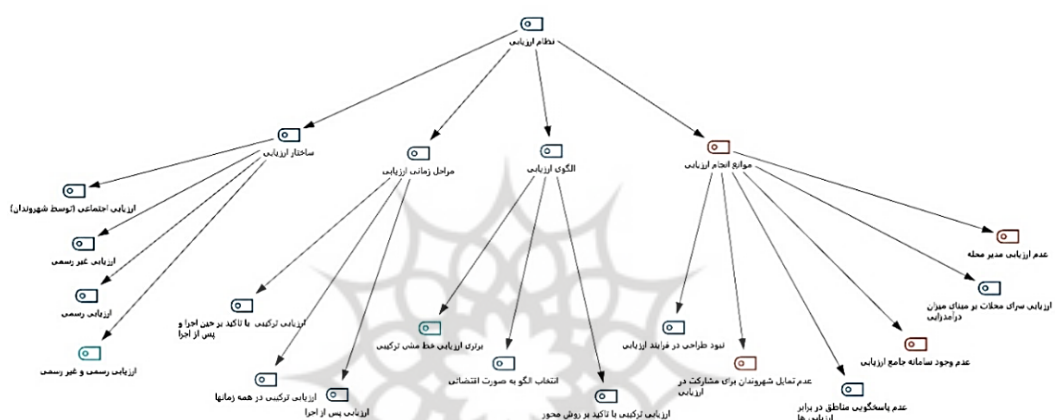 نظام ارزیابی
ساختار ارزیابی
مراحل زمانی ارزیابی
الگوی ارزیابی
موانع انجام ارزیابی
ارزیابی اجتماعی (توسط شهروندان)
ارزیابی غیر رسمی
ارزیابی رسمی
ارزیابی رسمی و غیر رسمی
ارزیابی ترکیبی با تاکید بر حین اجرا و
پس از اجرا
ارزیابی ترکیبی در همه زمانها
ارزیابی پس از اجرا
برتری ارزیابی خط مشی ترکیبی
انتخاب الگو به صورت اقتضائی
ارزیابی ترکیبی با تاکید بر روش محور
نبود طراحی در فرایند ارزیابی
عدم تمایل شهروندان برای مشارکت در
ارزیابی
عدم پاسخگویی مناطق در برابر
ارزیابی ها
عدم وجود سامانه جامع ارزیابی
ارزیابی سرای محلات بر مبنای میزان
درآمدزایی
عدم ارزیابی مدیر محله